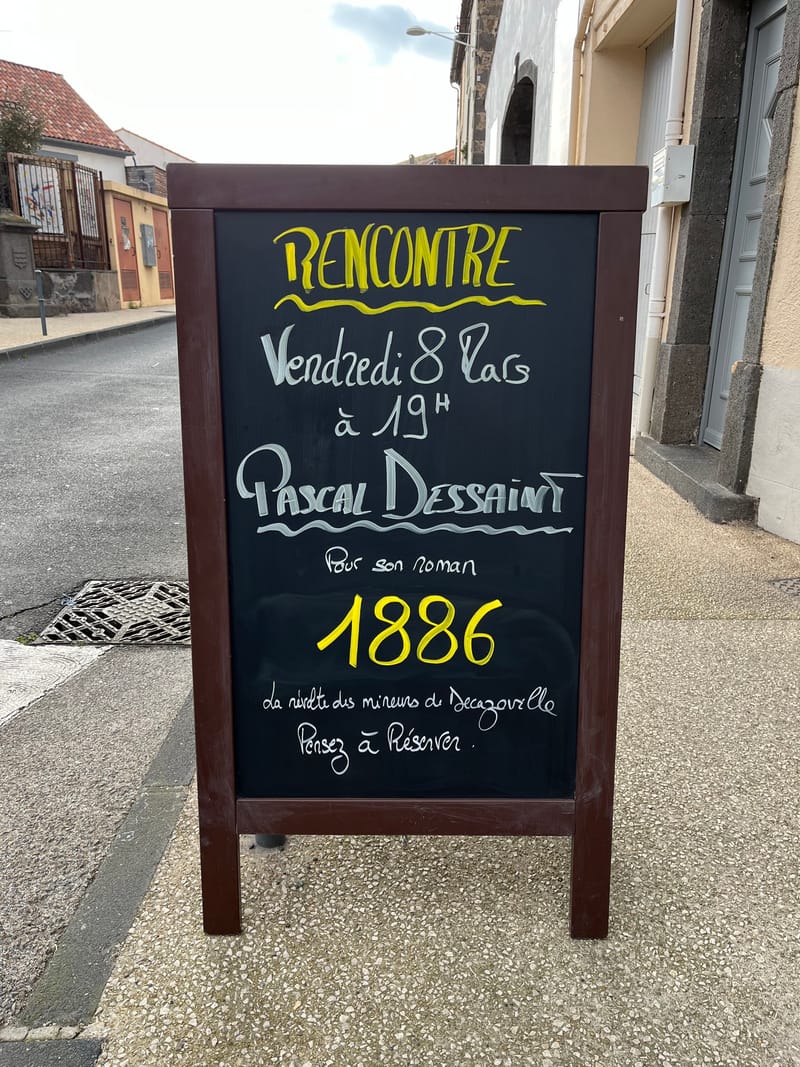 RENCONTRE
Vendredi 8 Mars
à 19H
PASCAL DESSAINT
Pour son roman
1886
La révolte des mineurs de Decazeville
Pensez à Réserver.